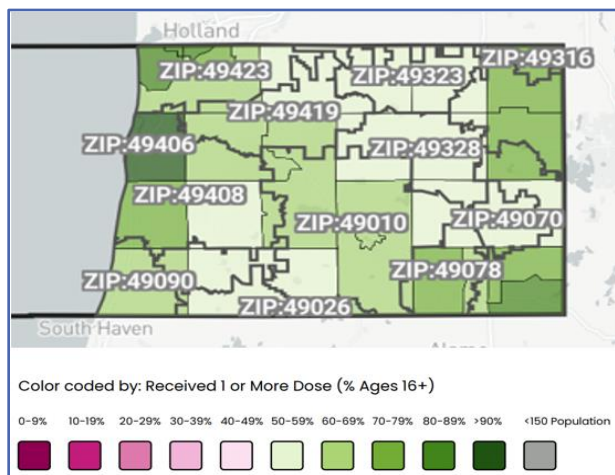 Holland
ZIP:49316
ZIP:49423
ZIP:49323
ZIP:49419
ZIP:49406
ZIP:49328
ZIP:49408
ZIP:49010
ZIP:49070
ZIP:49090
ZIP:49078
ZIP:49026
South Haven
Color coded by: Received 1 or More Dose (% Ages 16+)
0-9% 10-19% 20-29% 30-39% 40-49% 50-59% 60-69% 70-79% 80-89% >90% <150 Population